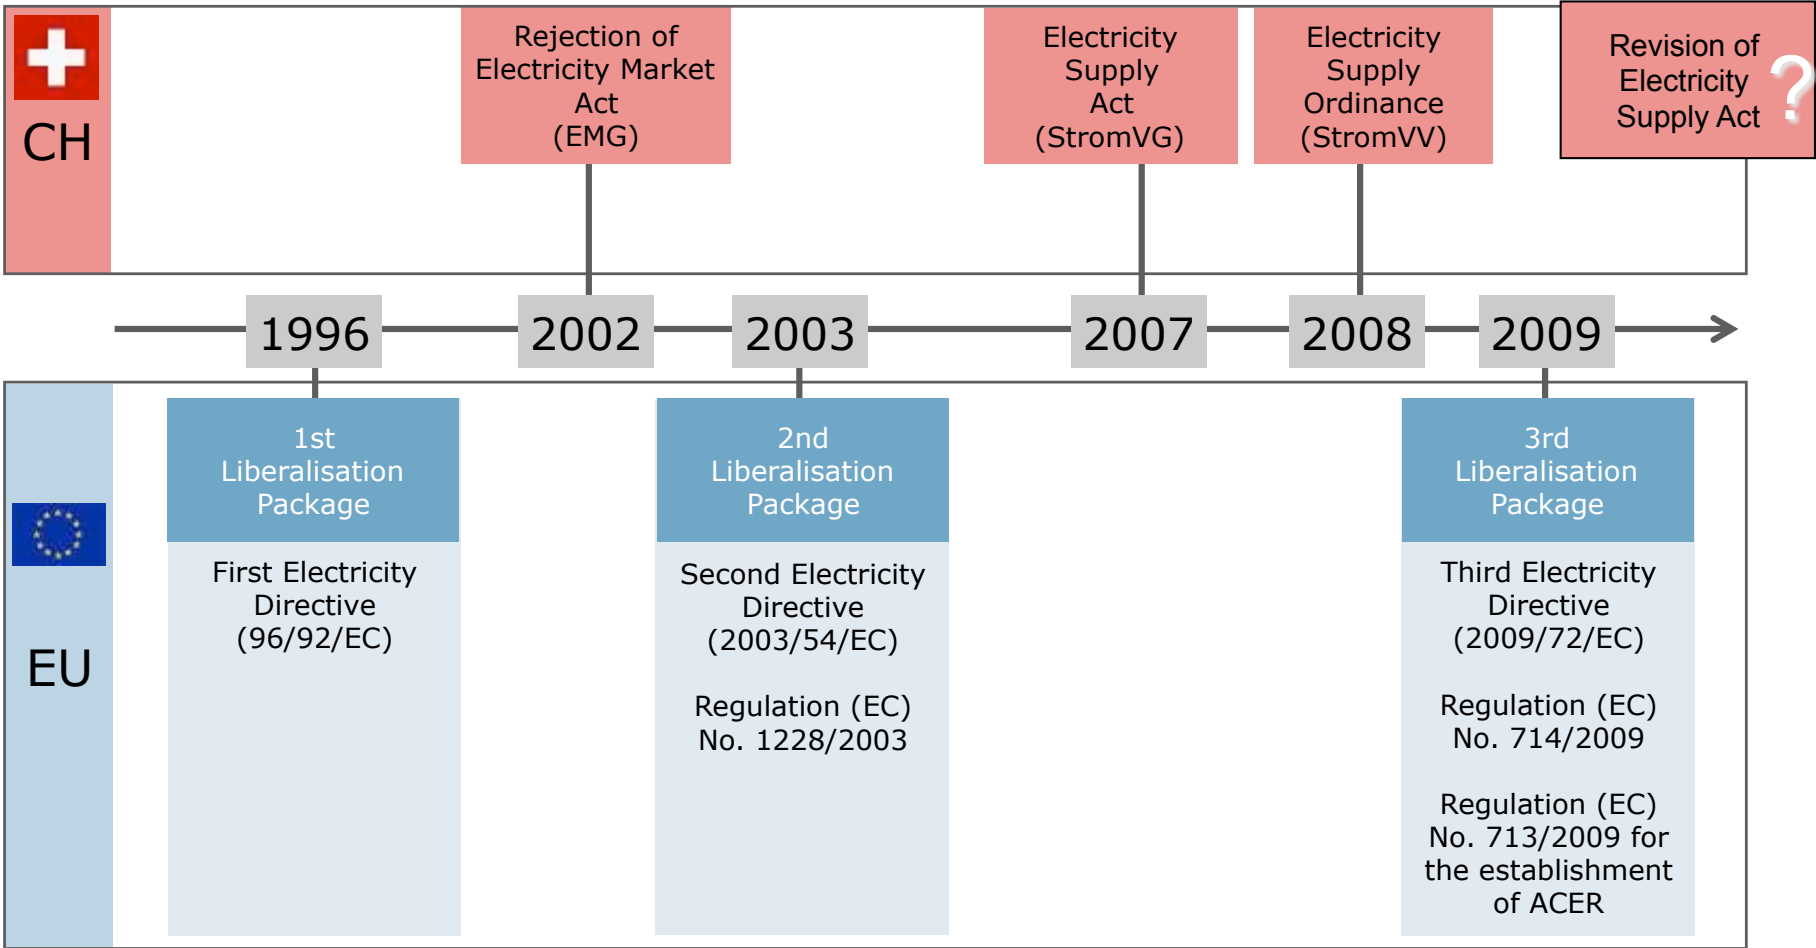 CH
Rejection of
Electricity Market
Act
(EMG)
Electricity
Supply
Act
(StromVG)
Electricity
Supply
Ordinance
(StromVV)
Revision of
Electricity
Supply Act
?
1996
2002
2003
2007
2008
2009
EU
1st
Liberalisation
Package
First Electricity
Directive
(96/92/EC)
2nd
Liberalisation
Package
Second Electricity
Directive
(2003/54/EC)
Regulation (EC)
No. 1228/2003
3rd
Liberalisation
Package
Third Electricity
Directive
(2009/72/EC)
Regulation (EC)
No. 714/2009
Regulation (EC)
No. 713/2009 for
the establishment
of ACER